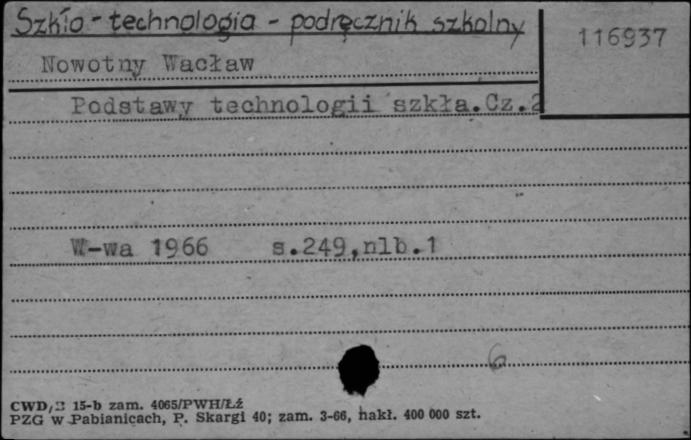 Szkło - technologia - podręcznik szkolny
116937
Nowotny Wacław
Podstawy technologii szkła.Cz.2
W-wa 1966 s.249,nlb.1
6
CWD/B 15-b zam. 4065/PWH/Łź
PZG w Pabianicach, P. Skargi 40; zam. 3-66, nakł. 400 000 szt.